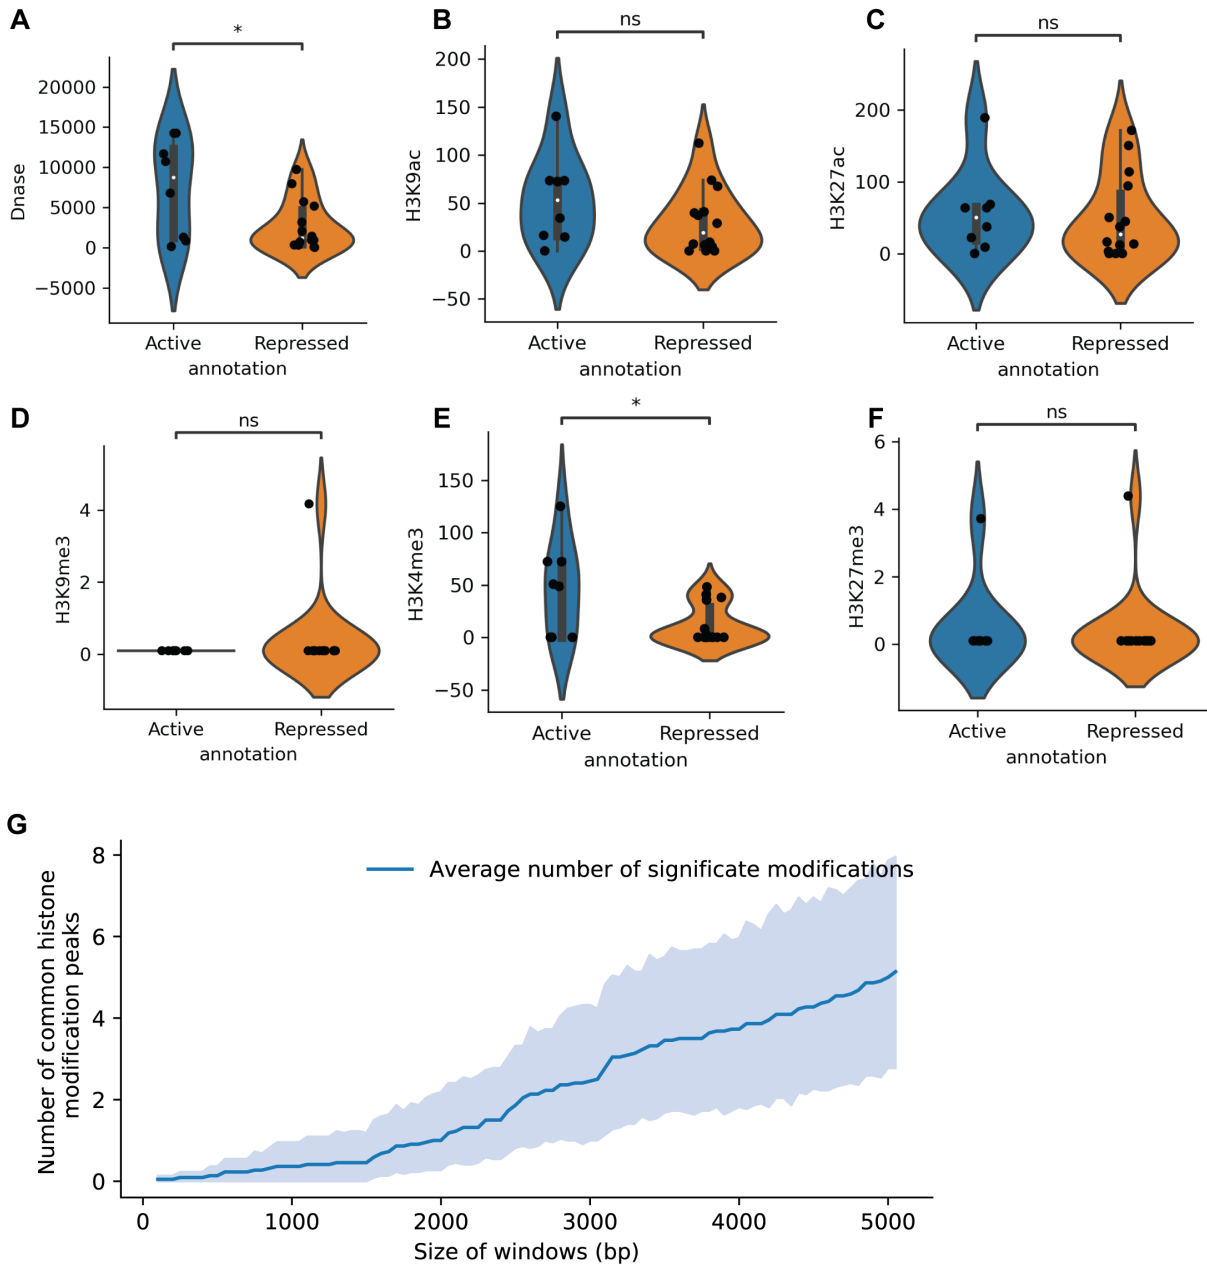 A
*
20000
15000
10000
5000
0
−5000
Dnase
Active
Repressed
annotation
B
ns
200
150
100
50
0
−50
H3K9ac
Active
Repressed
annotation
C
ns
200
100
0
H3K27ac
Active
Repressed
annotation
D
ns
4
2
0
H3K9me3
Active
Repressed
annotation
E
*
150
100
50
0
−50
H3K4me3
Active
Repressed
annotation
F
ns
6
4
2
0
H3K27me3
Active
Repressed
annotation
G
8
6
4
2
0
Number of common histone
modification peaks
Average number of significate modifications
0
1000
2000
3000
4000
5000
Size of windows (bp)